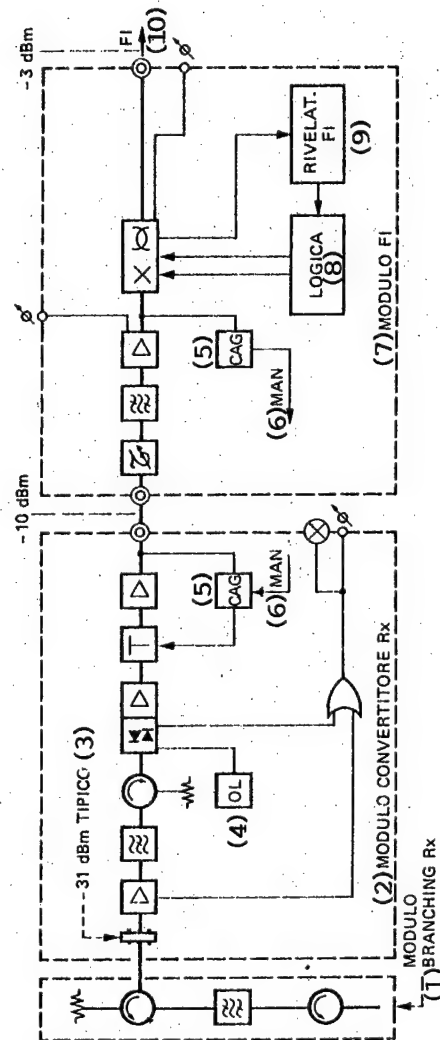 MODULO
BRANCHING Rx
(1)
-31 dBm TIPICO (3)
(2) MODULO CONVERTITORE Rx
OL
(4)
CAG
(5)
(6) MAN
-10 dBm
CAG
(5)
(6) MAN
(7) MODULO FI
LOGICA
(8)
RIVELAT.
FI
(9)
-3 dBm
FI
(10)